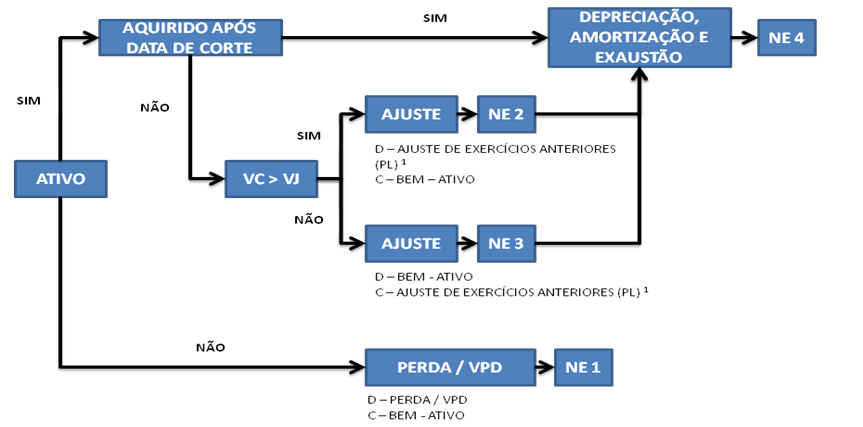 AQUIRIDO APÓS
DATA DE CORTE
SIM
DEPRECIAÇÃO,
AMORTIZAÇÃO E
EXAUSTÃO
NE 4
SIM
NÃO
SIM
AJUSTE
NE 2
D – AJUSTE DE EXERCÍCIOS ANTERIORES
(PL) ¹
C – BEM – ATIVO
ATIVO
VC > VJ
NÃO
AJUSTE
NE 3
D – BEM - ATIVO
C – AJUSTE DE EXERCÍCIOS ANTERIORES (PL) ¹
NÃO
PERDA / VPD
NE 1
D – PERDA / VPD
C – BEM - ATIVO